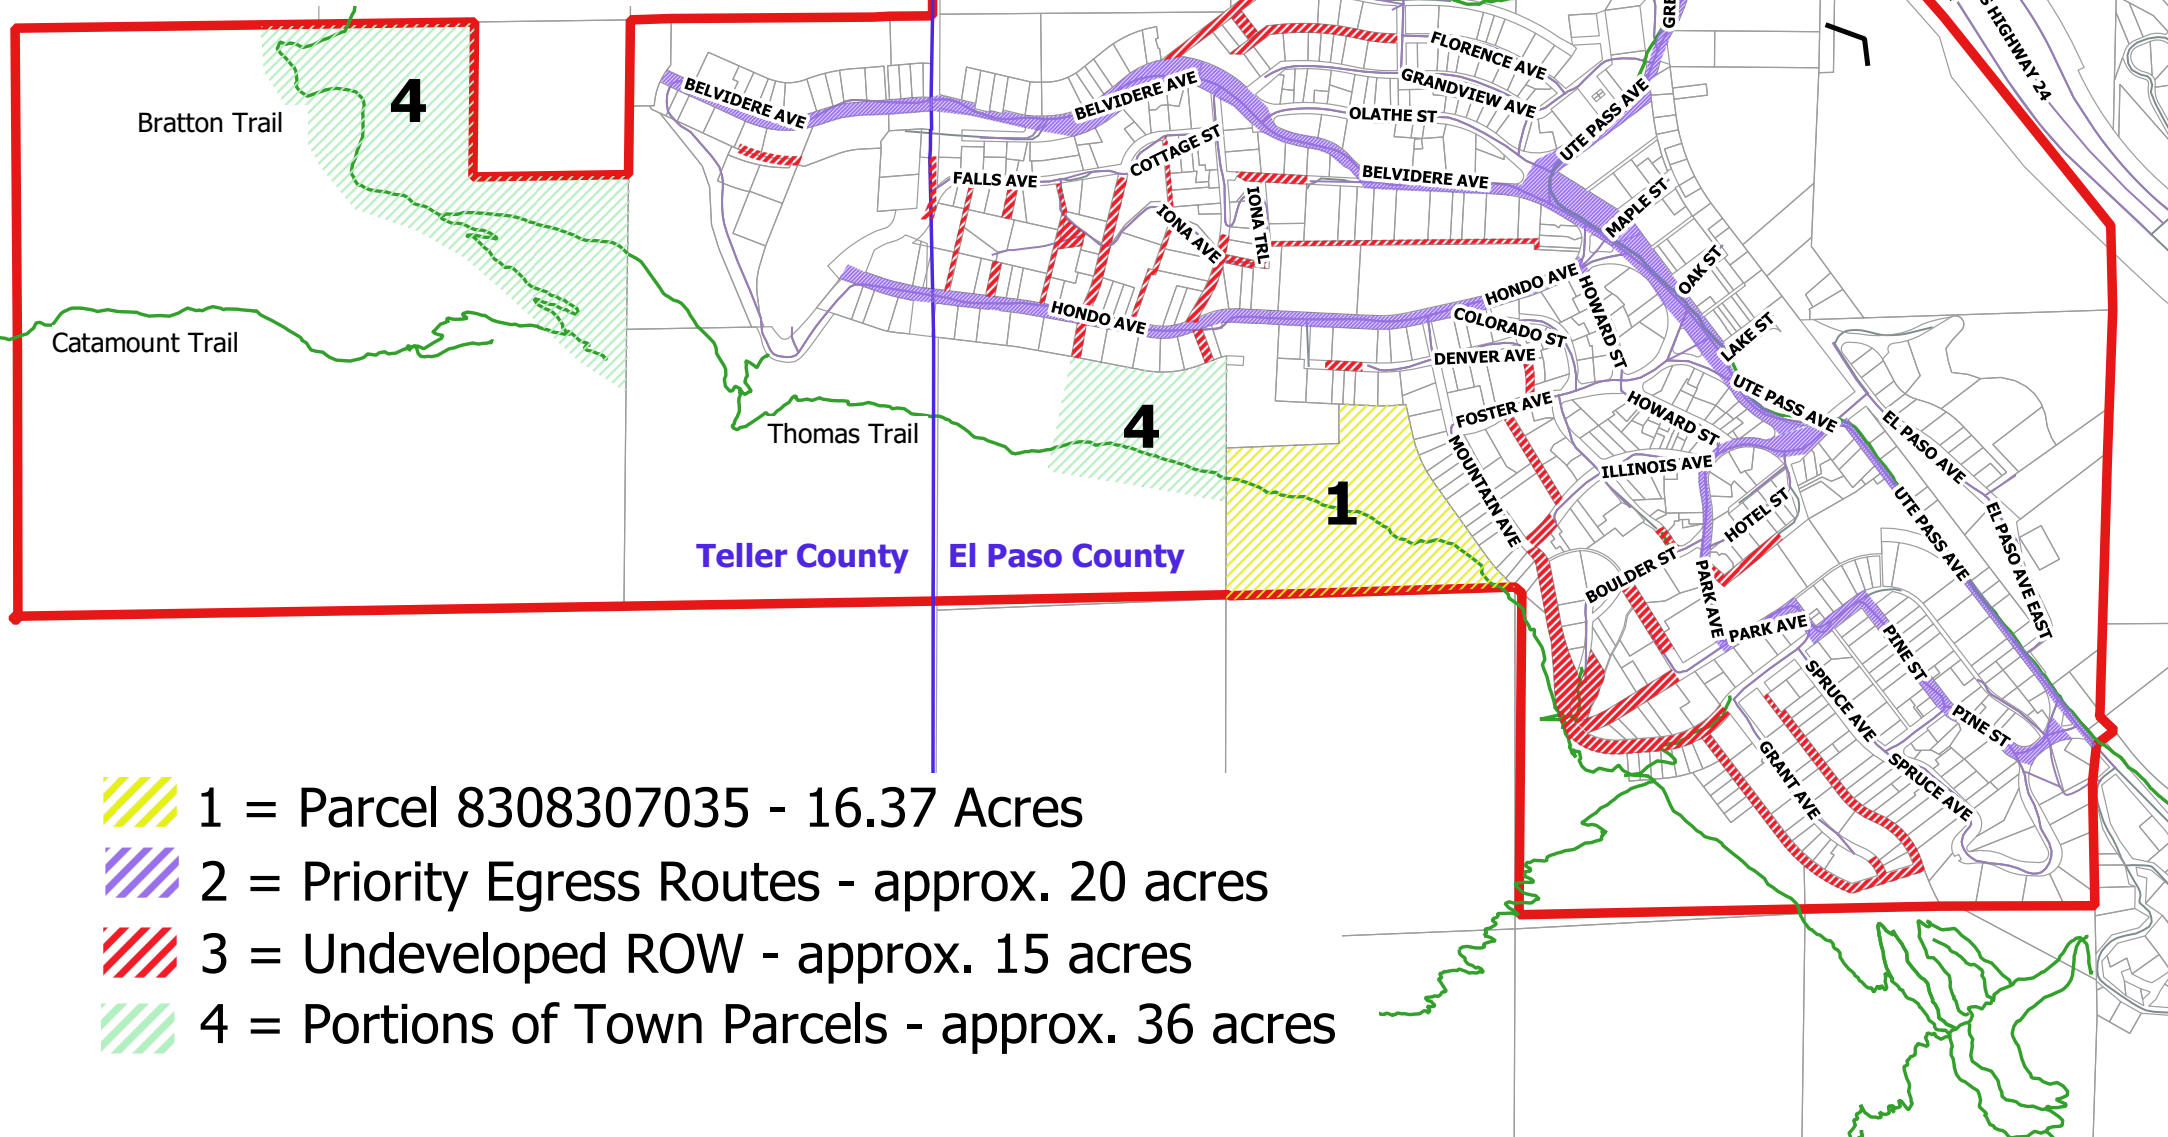 GRE
S HIGHWAY 24
FLORENCE AVE
GRANDVIEW AVE
BELVIDERE AVE
BELVIDERE AVE
OLATHE ST
UTE PASS AVE
4
Bratton Trail
COTTAGE ST
FALLS AVE
BELVIDERE AVE
MAPLE ST
IONA AVE
IONA TRL
OAK ST
HONDO AVE
HOWARD ST
HONDO AVE
COLORADO ST
LAKE ST
Catamount Trail
DENVER AVE
UTE PASS AVE
FOSTER AVE
HOWARD ST
EL PASO AVE
4
Thomas Trail
MOUNTAIN AVE
ILLINOIS AVE
1
HOTEL ST
UTE PASS AVE
EL PASO AVE EAST
Teller County
El Paso County
BOULDER ST
PARK AVE
PARK AVE
PINE ST
SPRUCE AVE
PINE ST
GRANT AVE
SPRUCE AVE
1 = Parcel 8308307035 - 16.37 Acres
2 = Priority Egress Routes - approx. 20 acres
3 = Undeveloped ROW - approx. 15 acres
4 = Portions of Town Parcels - approx. 36 acres